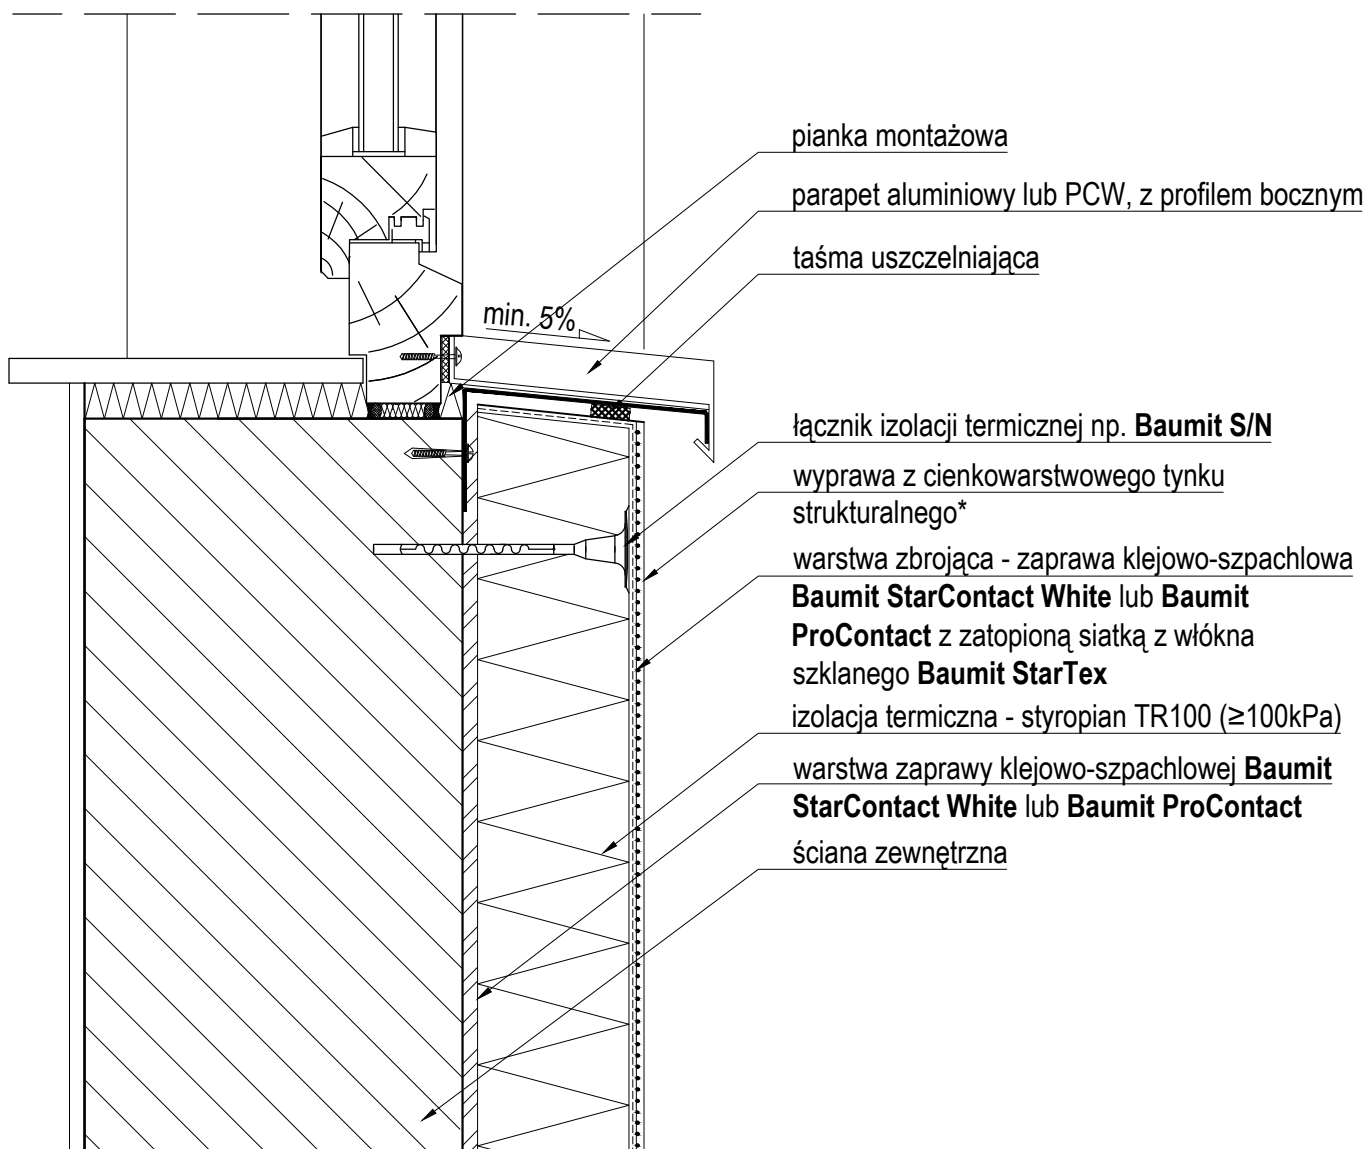 pianka montażowa
parapet aluminiowy lub PCW, z profilem bocznym
taśma uszczelniająca
min. 5%
łącznik izolacji termicznej np. Baumit S/N
wyprawa z cienkowarstwowego tynku
strukturalnego*
warstwa zbrojąca - zaprawa klejowo-szpachlowa
Baumit StarContact White lub Baumit
ProContact z zatopioną siatką z włókna
szklanego Baumit StarTex
izolacja termiczna - styropian TR100 (≥100kPa)
warstwa zaprawy klejowo-szpachlowej Baumit
StarContact White lub Baumit ProContact
ściana zewnętrzna